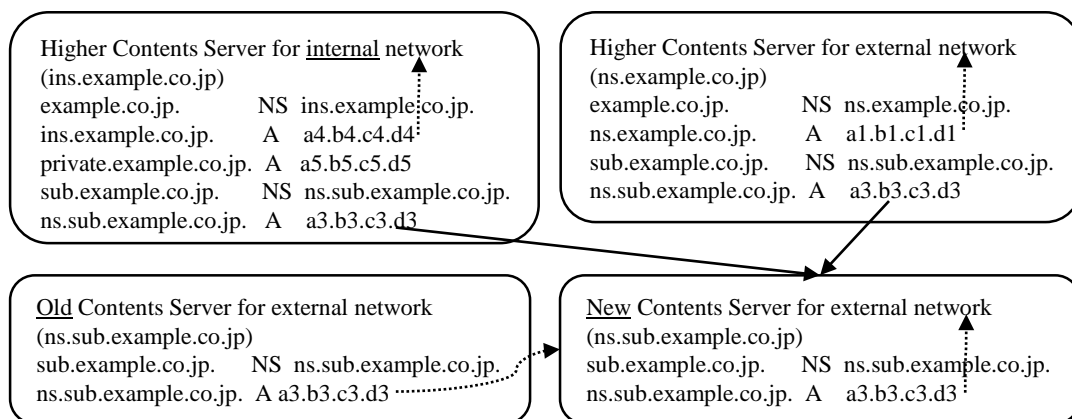 Higher Contents Server for internal network
(ins.example.co.jp)
example.co.jp. NS ins.example.co.jp.
ins.example.co.jp. A a4.b4.c4.d4
private.example.co.jp. A a5.b5.c5.d5
sub.example.co.jp. NS ns.sub.example.co.jp.
ns.sub.example.co.jp. A a3.b3.c3.d3
Higher Contents Server for external network
(ns.example.co.jp)
example.co.jp. NS ns.example.co.jp.
ns.example.co.jp. A a1.b1.c1.d1
sub.example.co.jp. NS ns.sub.example.co.jp.
ns.sub.example.co.jp. A a3.b3.c3.d3
Old Contents Server for external network
(ns.sub.example.co.jp)
sub.example.co.jp. NS ns.sub.example.co.jp.
ns.sub.example.co.jp. A a3.b3.c3.d3
New Contents Server for external network
(ns.sub.example.co.jp)
sub.example.co.jp. NS ns.sub.example.co.jp.
ns.sub.example.co.jp. A a3.b3.c3.d3